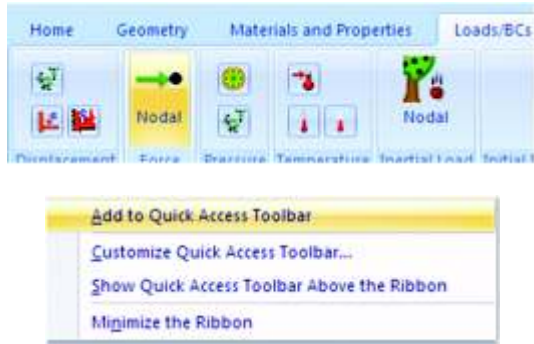 Home Geometry Materials and Properties Loads/BCs
Nodal Nodal
Displacement Force Pressure Temperature Inertial Load Initial
Add to Quick Access Toolbar
Customize Quick Access Toolbar...
Show Quick Access Toolbar Above the Ribbon
Minimize the Ribbon